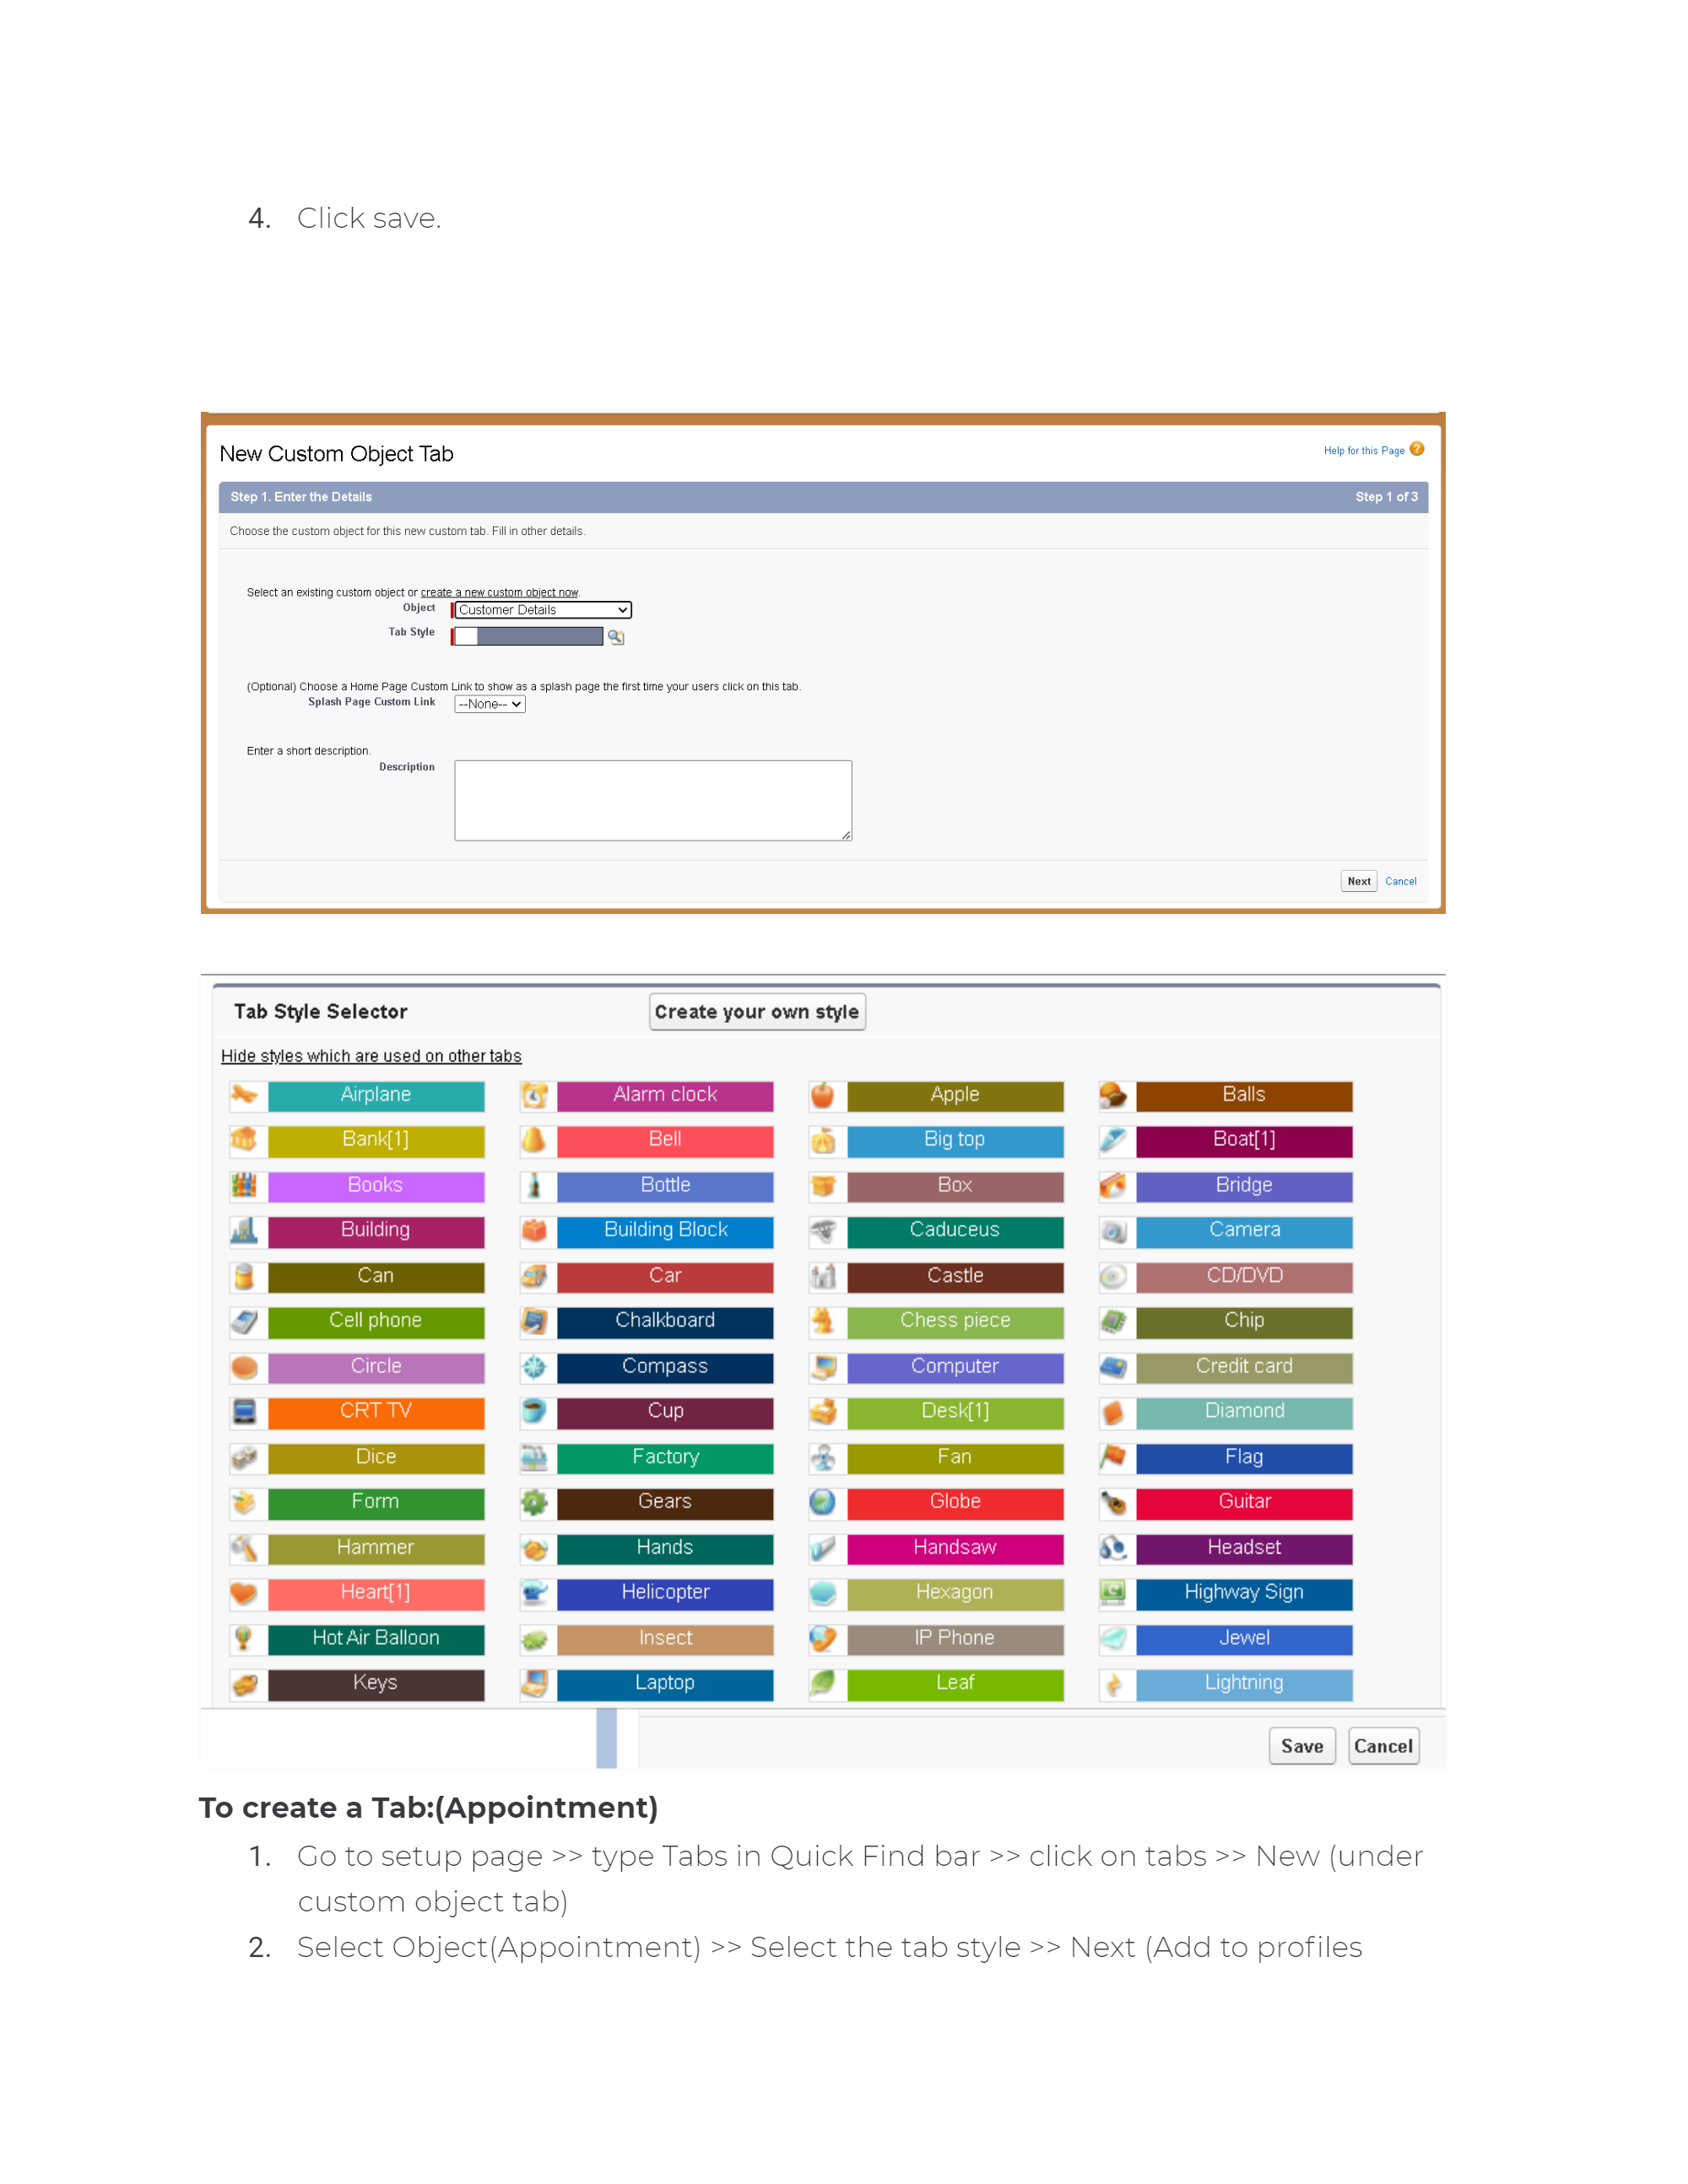 4. Click save.
New Custom Object Tab
Help for this Page ?
Step 1. Enter the Details
Step 1 of 3
Choose the custom object for this new custom tab. Fill in other details.
Select an existing custom object or create a new custom object now.
Object Customer Details
Tab Style
(Optional) Choose a Home Page Custom Link to show as a splash page the first time your users click on this tab.
Splash Page Custom Link --None--
Enter a short description.
Description
Next Cancel
Tab Style Selector Create your own style
Hide styles which are used on other tabs
Airplane Alarm clock Apple Balls
Bank[1] Bell Big top Boat[1]
Books Bottle Box Bridge
Building Building Block Caduceus Camera
Can Car Castle CD/DVD
Cell phone Chalkboard Chess piece Chip
Circle Compass Computer Credit card
CRT TV Cup Desk[1] Diamond
Dice Factory Fan Flag
Form Gears Globe Guitar
Hammer Hands Handsaw Headset
Heart[1] Helicopter Hexagon Highway Sign
Hot Air Balloon Insect IP Phone Jewel
Keys Laptop Leaf Lightning
Save Cancel
To create a Tab:(Appointment)
1. Go to setup page >> type Tabs in Quick Find bar >> click on tabs >> New (under
custom object tab)
2. Select Object(Appointment) >> Select the tab style >> Next (Add to profiles